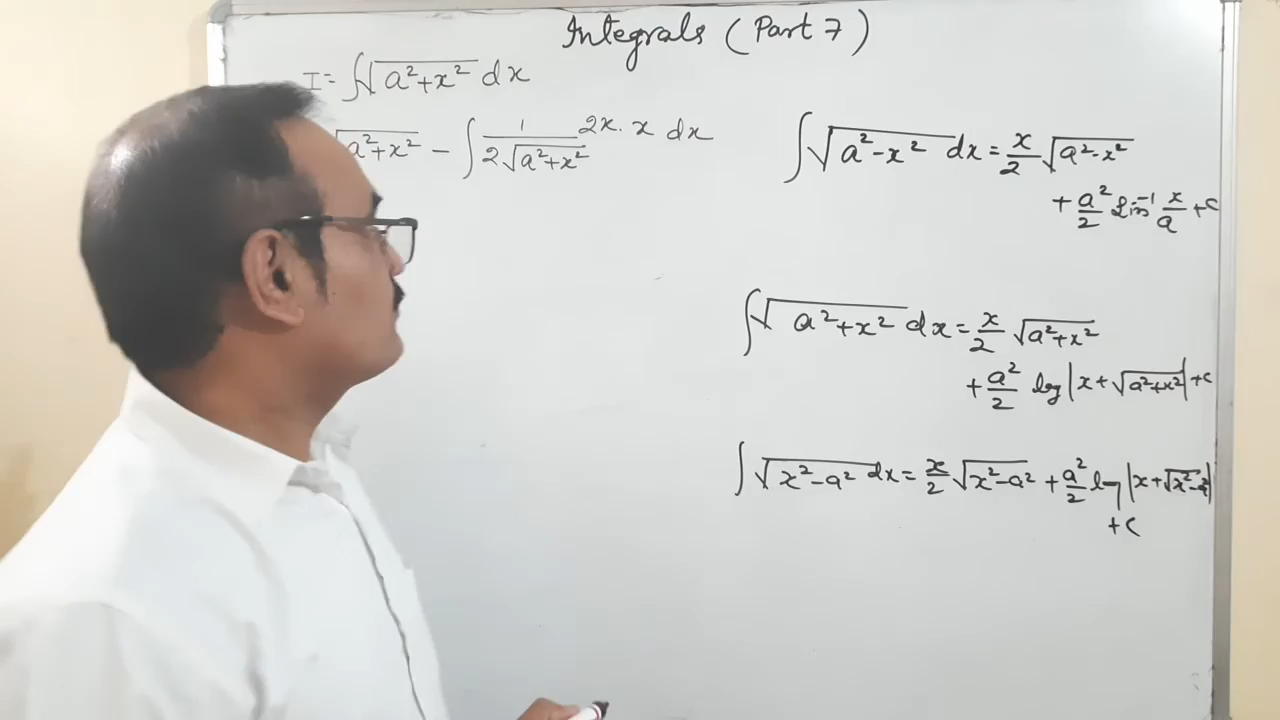 Integrals (Part 7)
I = ∫√a²+x² dx
√a²+x² − ∫ 1/2√a²+x² 2x. x dx
∫√a²−x² dx = x/2 √a²−x²
+ a²/2 sin⁻¹ x/a + c
∫√a²+x² dx = x/2 √a²+x²
+ a²/2 log |x + √a²+x²| + c
∫√x²−a² dx = x/2 √x²−a² + a²/2 log |x + √x²−a²|
+ c